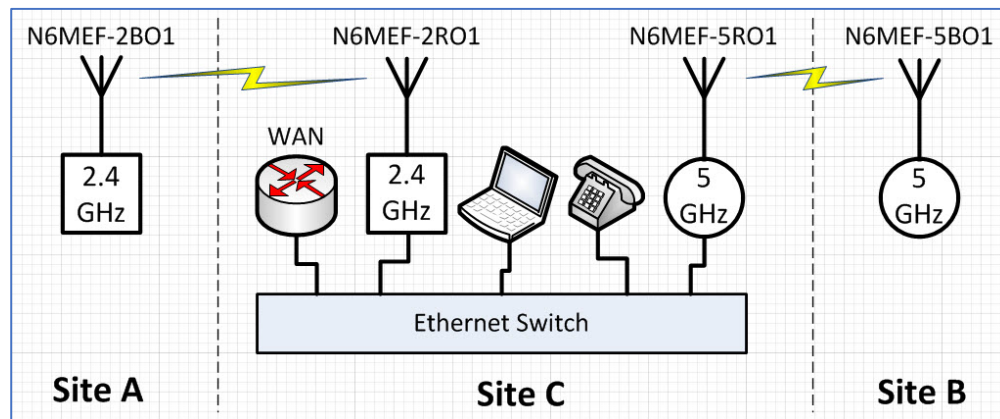 N6MEF-2BO1
N6MEF-2RO1
N6MEF-5RO1
N6MEF-5BO1
WAN
2.4
GHz
2.4
GHz
5
GHz
5
GHz
Ethernet Switch
Site A
Site C
Site B